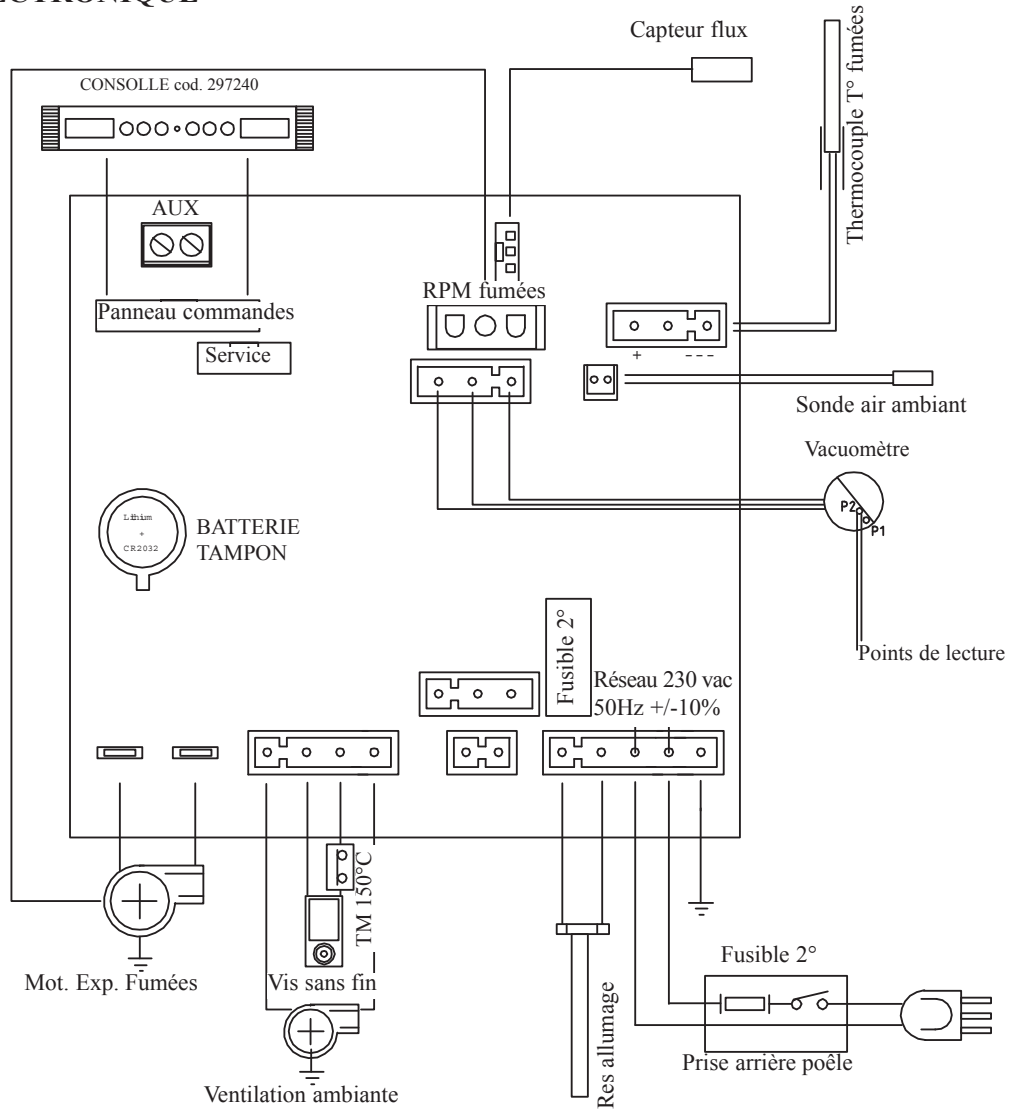 ECTRONIQUE
Capteur flux
CONSOLLE cod. 297240
Thermocouple T° fumées
AUX
RPM fumées
Panneau commandes
Service
+
---
Sonde air ambiant
Vacuomètre
P2
P1
Lithium
+
CR2032
BATTERIE
TAMPON
Points de lecture
Fusible 2°
Réseau 230 vac
50Hz +/-10%
TM 150°C
Mot. Exp. Fumées
Vis sans fin
Res allumage
Fusible 2°
Prise arrière poêle
Ventilation ambiante